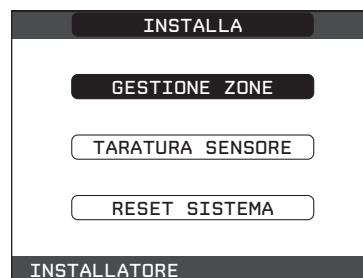 INSTALLA
GESTIONE ZONE
TARATURA SENSORE
RESET SISTEMA
INSTALLATORE